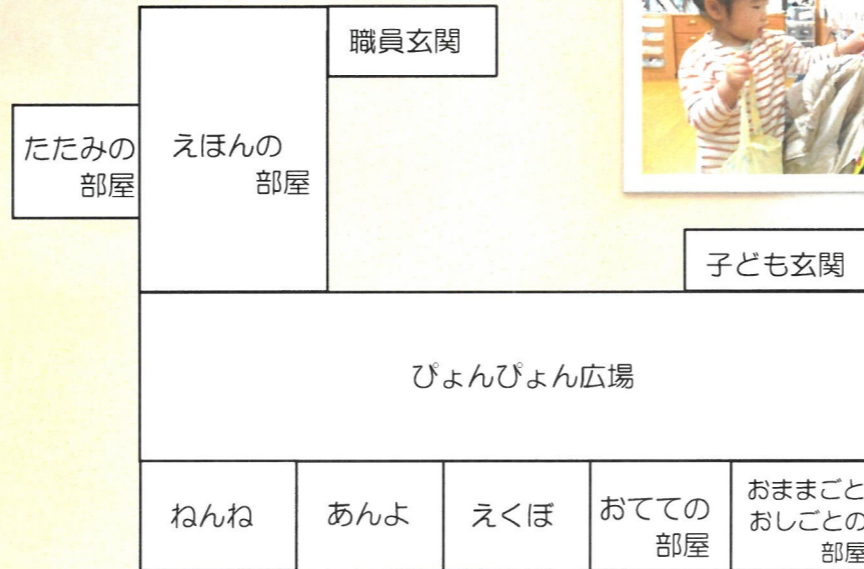 職員玄関
たたみの
部屋
えほんの
部屋
子ども玄関
ぴょんぴょん広場
ねんね
あんよ
えくぼ
おてての
部屋
おままごと
おしごとの
部屋